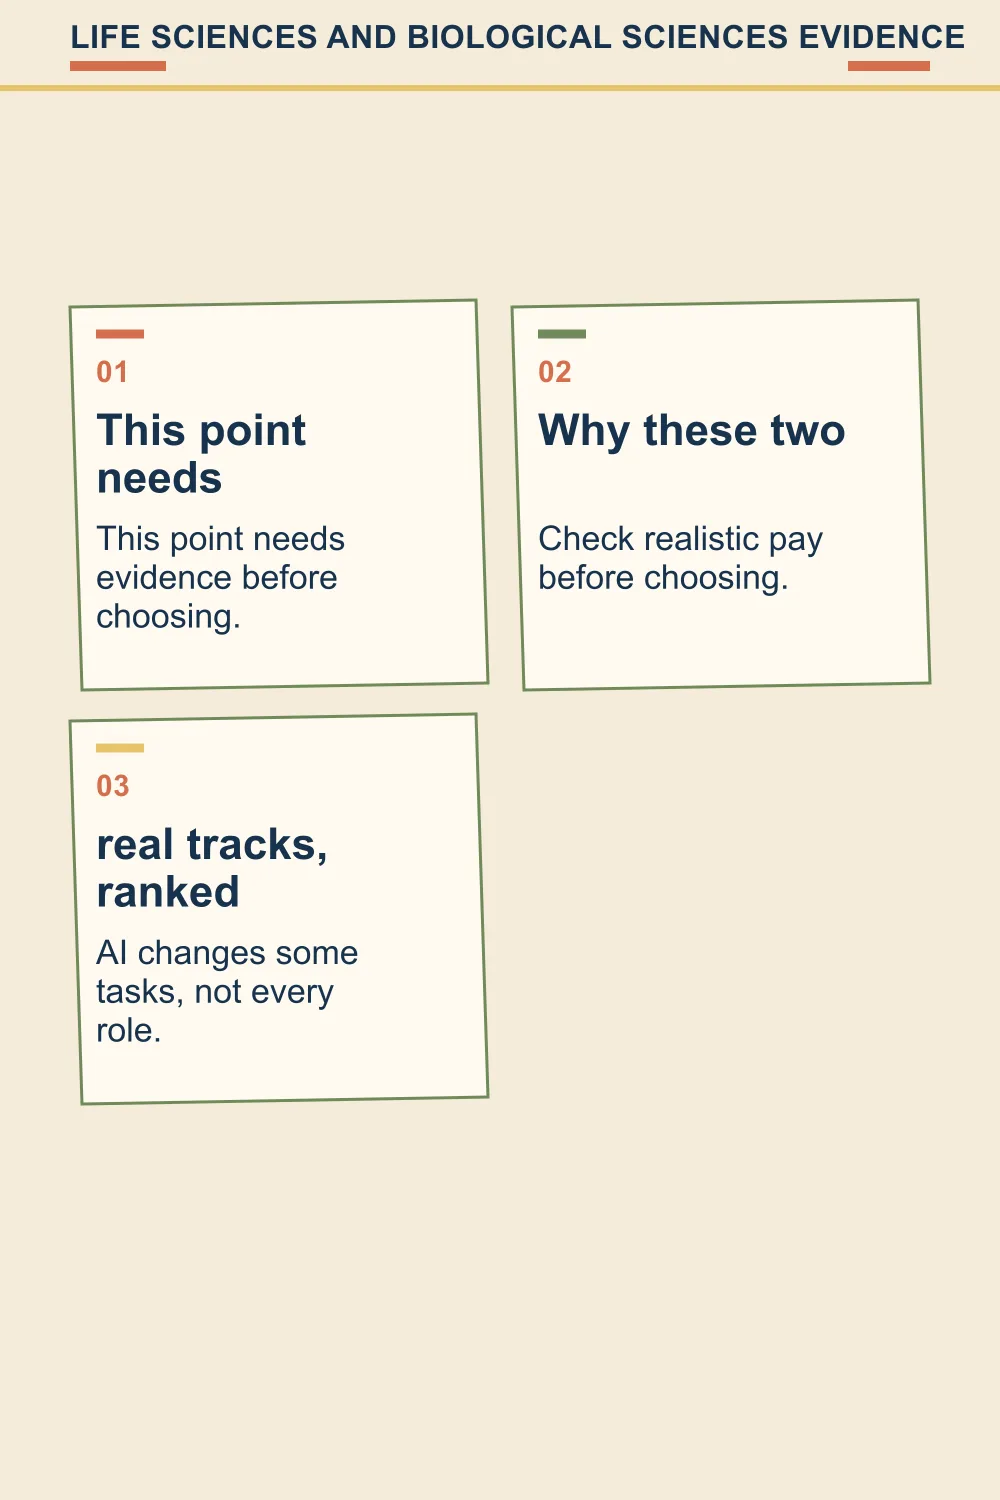 LIFE SCIENCES AND BIOLOGICAL SCIENCES EVIDENCE
01
This point
needs
This point needs
evidence before
choosing.
02
Why these two
Check realistic pay
before choosing.
03
real tracks,
ranked
AI changes some
tasks, not every
role.